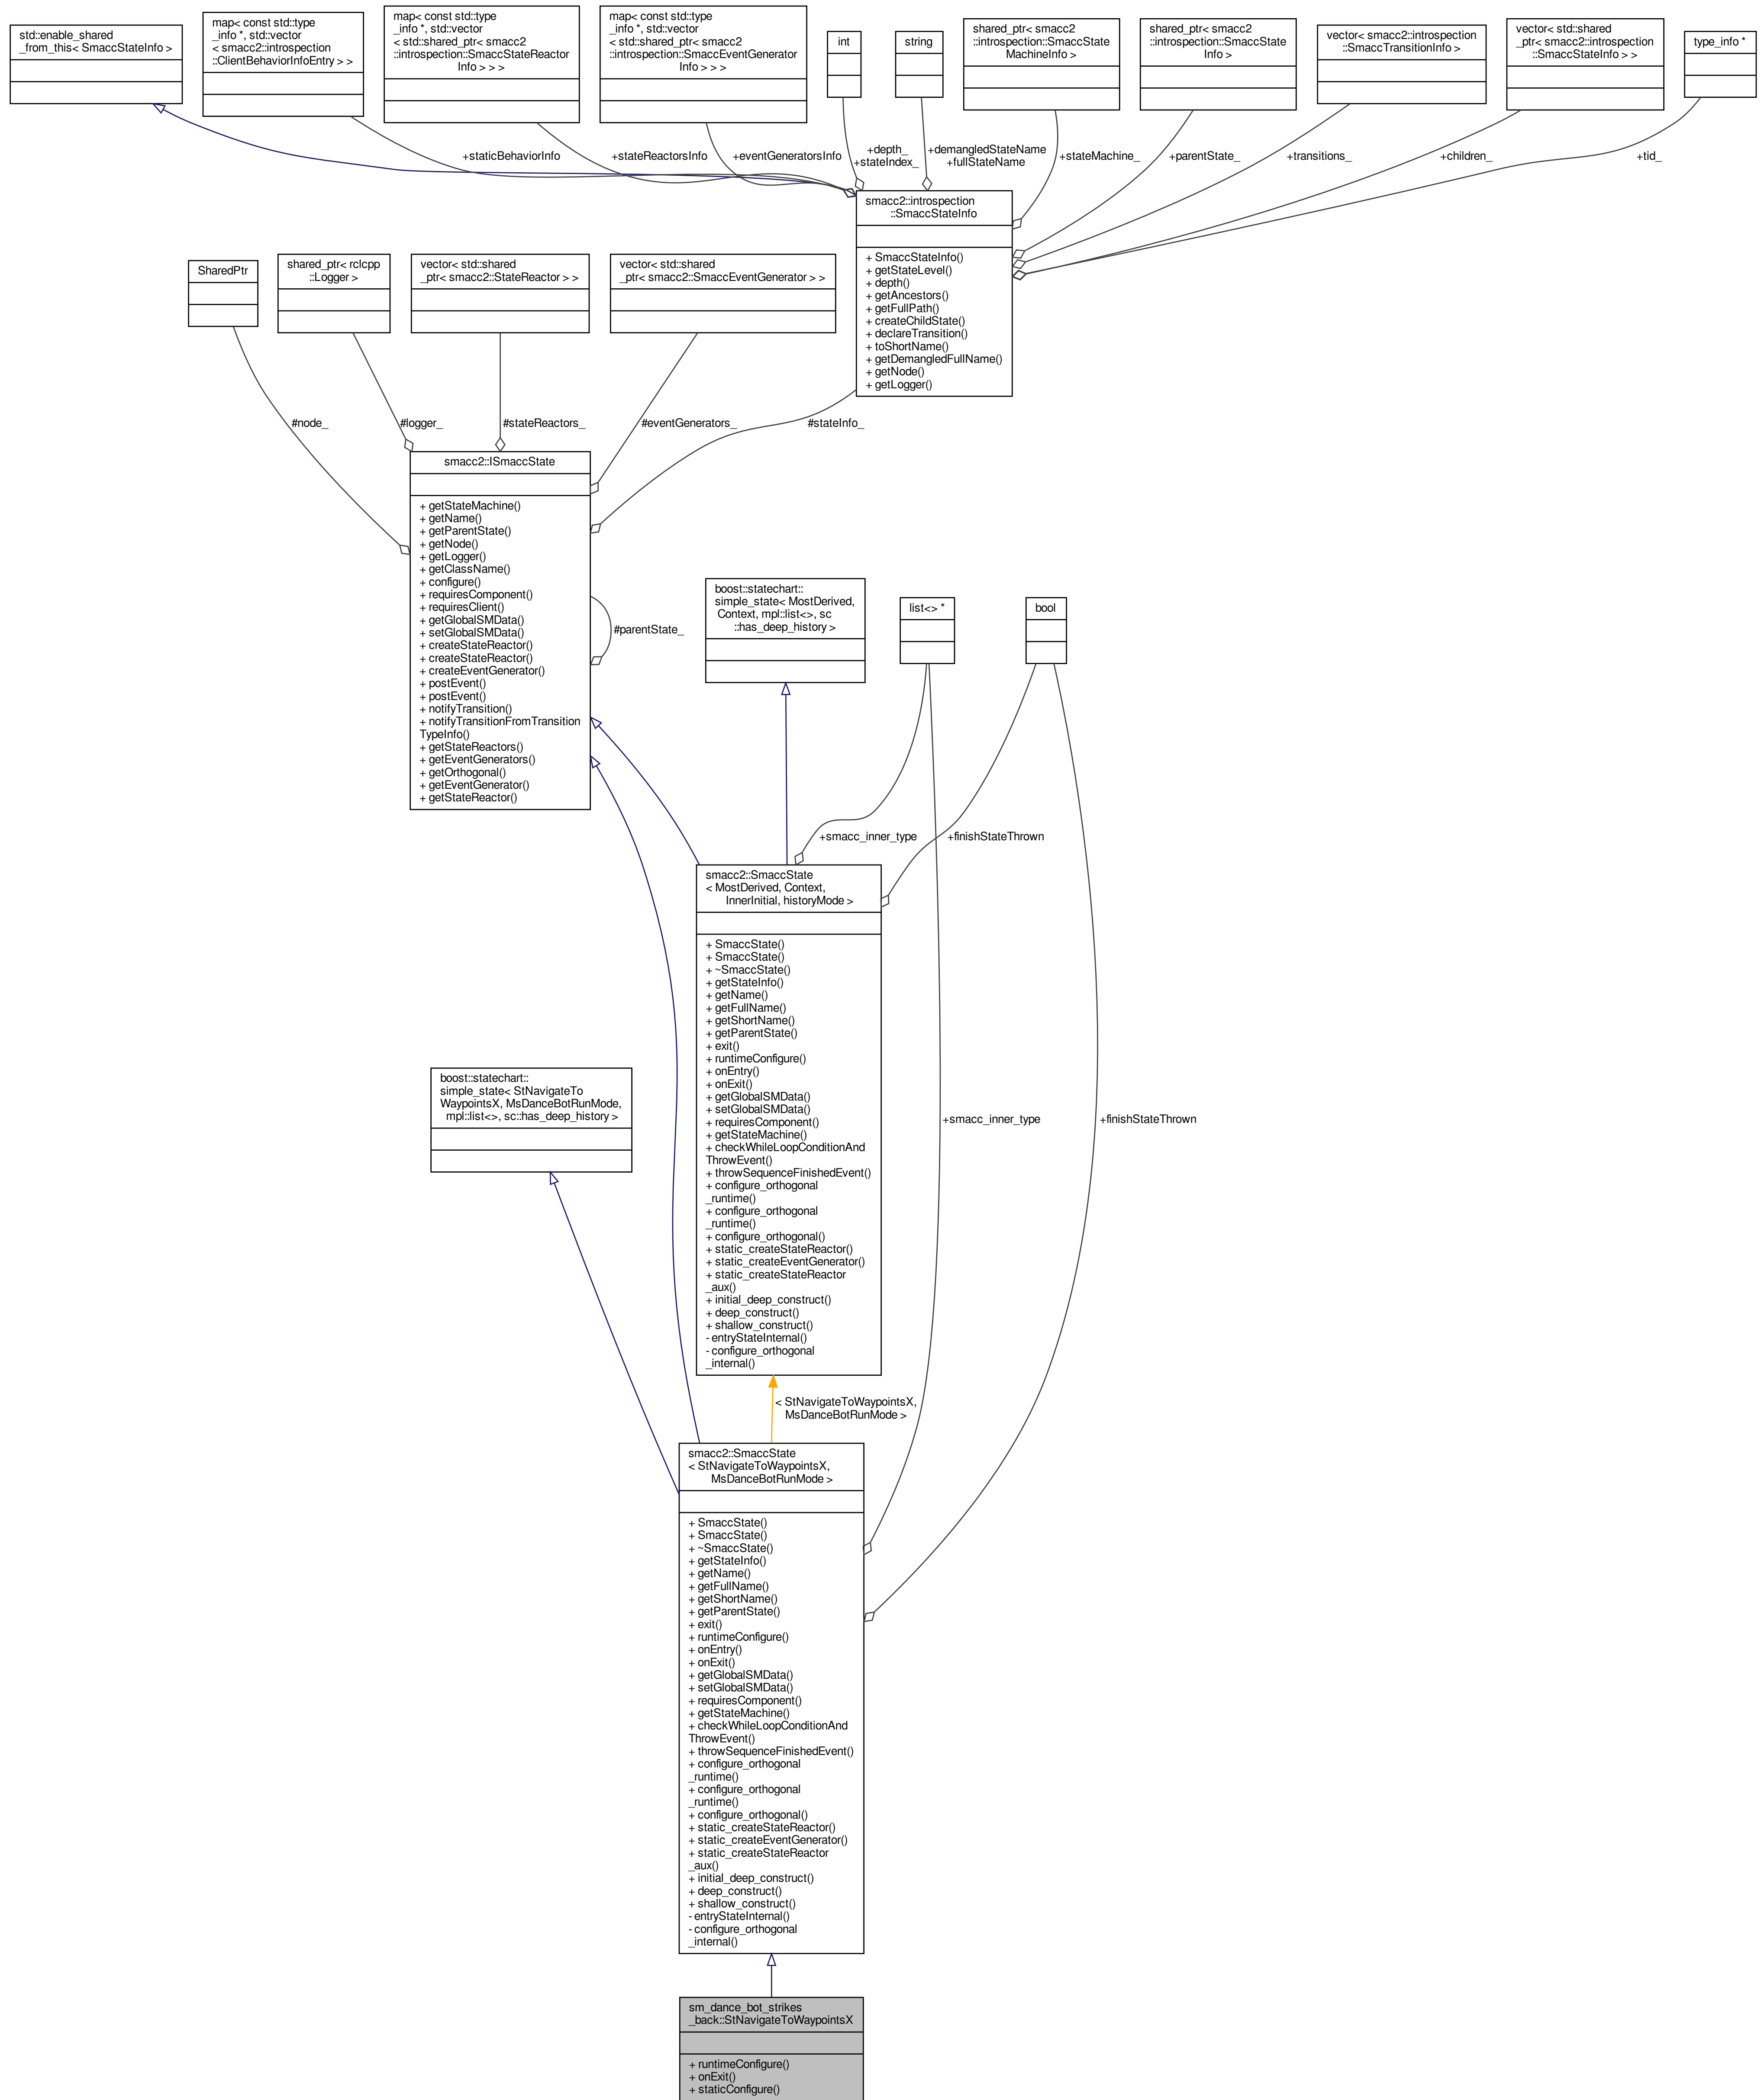 std::enable_shared
_from_this< SmaccStateInfo >
map< const std::type
_info *, std::vector
< smacc2::introspection
::ClientBehaviorInfoEntry > >
map< const std::type
_info *, std::vector
< std::shared_ptr< smacc2
::introspection::SmaccStateReactor
Info > > >
map< const std::type
_info *, std::vector
< std::shared_ptr< smacc2
::introspection::SmaccEventGenerator
Info > > >
int
string
shared_ptr< smacc2
::introspection::SmaccState
MachineInfo >
shared_ptr< smacc2
::introspection::SmaccState
Info >
vector< smacc2::introspection
::SmaccTransitionInfo >
vector< std::shared
_ptr< smacc2::introspection
::SmaccStateInfo > >
type_info *
+staticBehaviorInfo
+stateReactorsInfo
+eventGeneratorsInfo
+depth_
+stateIndex_
+demangledStateName
+fullStateName
+stateMachine_
+parentState_
+transitions_
+children_
+tid_
smacc2::introspection
::SmaccStateInfo
+ SmaccStateInfo()
+ getStateLevel()
+ depth()
+ getAncestors()
+ getFullPath()
+ createChildState()
+ declareTransition()
+ toShortName()
+ getDemangledFullName()
+ getNode()
+ getLogger()
SharedPtr
shared_ptr< rclcpp
::Logger >
vector< std::shared
_ptr< smacc2::StateReactor > >
vector< std::shared
_ptr< smacc2::SmaccEventGenerator > >
#node_
#logger_
#stateReactors_
#eventGenerators_
#stateInfo_
smacc2::ISmaccState
+ getStateMachine()
+ getName()
+ getParentState()
+ getNode()
+ getLogger()
+ getClassName()
+ configure()
+ requiresComponent()
+ requiresClient()
+ getGlobalSMData()
+ setGlobalSMData()
+ createStateReactor()
+ createStateReactor()
+ createEventGenerator()
+ postEvent()
+ postEvent()
+ notifyTransition()
+ notifyTransitionFromTransition
TypeInfo()
+ getStateReactors()
+ getEventGenerators()
+ getOrthogonal()
+ getEventGenerator()
+ getStateReactor()
#parentState_
boost::statechart::
simple_state< MostDerived,
Context, mpl::list<>, sc
::has_deep_history >
list<> *
bool
+smacc_inner_type
+finishStateThrown
smacc2::SmaccState
< MostDerived, Context,
InnerInitial, historyMode >
+ SmaccState()
+ SmaccState()
+ ~SmaccState()
+ getStateInfo()
+ getName()
+ getFullName()
+ getShortName()
+ getParentState()
+ exit()
+ runtimeConfigure()
+ onEntry()
+ onExit()
+ getGlobalSMData()
+ setGlobalSMData()
+ requiresComponent()
+ getStateMachine()
+ checkWhileLoopConditionAnd
ThrowEvent()
+ throwSequenceFinishedEvent()
+ configure_orthogonal
_runtime()
+ configure_orthogonal
_runtime()
+ configure_orthogonal()
+ static_createStateReactor()
+ static_createEventGenerator()
+ static_createStateReactor
_aux()
+ initial_deep_construct()
+ deep_construct()
+ shallow_construct()
- entryStateInternal()
- configure_orthogonal
_internal()
boost::statechart::
simple_state< StNavigateTo
WaypointsX, MsDanceBotRunMode,
mpl::list<>, sc::has_deep_history >
+smacc_inner_type
+finishStateThrown
< StNavigateToWaypointsX,
MsDanceBotRunMode >
smacc2::SmaccState
< StNavigateToWaypointsX,
MsDanceBotRunMode >
+ SmaccState()
+ SmaccState()
+ ~SmaccState()
+ getStateInfo()
+ getName()
+ getFullName()
+ getShortName()
+ getParentState()
+ exit()
+ runtimeConfigure()
+ onEntry()
+ onExit()
+ getGlobalSMData()
+ setGlobalSMData()
+ requiresComponent()
+ getStateMachine()
+ checkWhileLoopConditionAnd
ThrowEvent()
+ throwSequenceFinishedEvent()
+ configure_orthogonal
_runtime()
+ configure_orthogonal
_runtime()
+ configure_orthogonal()
+ static_createStateReactor()
+ static_createEventGenerator()
+ static_createStateReactor
_aux()
+ initial_deep_construct()
+ deep_construct()
+ shallow_construct()
- entryStateInternal()
- configure_orthogonal
_internal()
sm_dance_bot_strikes
_back::StNavigateToWaypointsX
+ runtimeConfigure()
+ onExit()
+ staticConfigure()